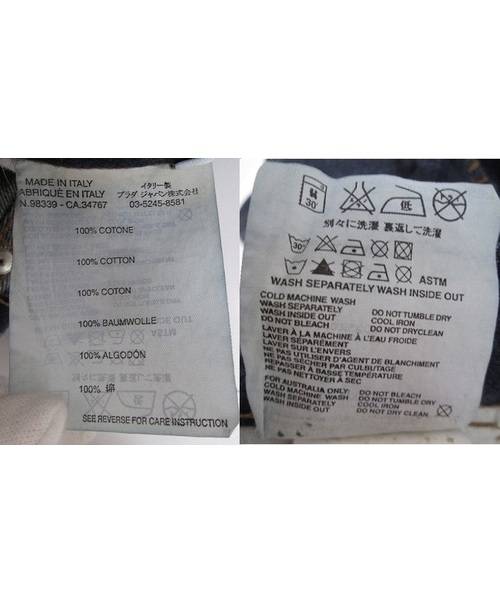 MADE IN ITALY
FABRIQUÉ EN ITALY
N.98339 - CA.34767
イタリー製
プラダ ジャパン株式会社
03-5245-8581
100% COTONE
100% COTTON
100% COTON
100% BAUMWOLLE
100% ALGODÓN
100% 綿
SEE REVERSE FOR CARE INSTRUCTION
30
低
別々に洗濯 裏返して洗濯
30°
ASTM
WASH SEPARATELY WASH INSIDE OUT
COLD MACHINE WASH
WASH SEPARATELY DO NOT TUMBLE DRY
WASH INSIDE OUT COOL IRON
DO NOT BLEACH DO NOT DRYCLEAN
LAVER À LA MACHINE À L'EAU FROIDE
LAVER SEPARÉMENT
LAVER SUR L'ENVERS
NE PAS UTILISER D'AGENT DE BLANCHIMENT
NE PAS SÈCHER PAR CULBUTAGE
REPASSER À BASSE TEMPÉRATURE
NE PAS NETTOYER À SEC
FOR AUSTRALIA ONLY: DO NOT BLEACH
COLD MACHINE WASH DO NOT TUMBLE DRY
WASH SEPARATELY COOL IRON
WASH INSIDE OUT DO NOT DRY CLEAN